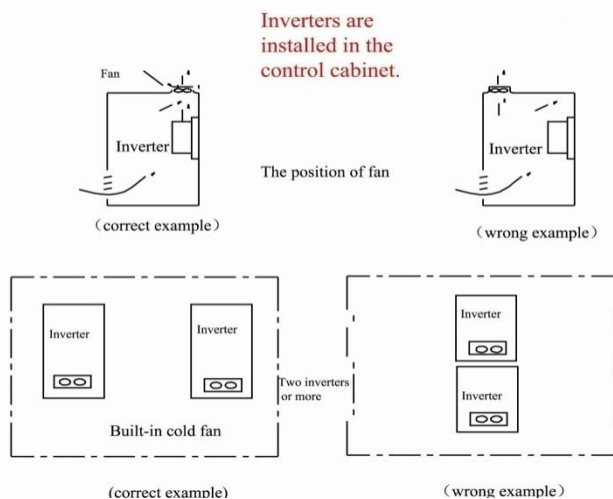 Inverters are
installed in the
control cabinet.
Fan
Inverter
Inverter
The position of fan
（correct example）
（wrong example）
Inverter
Inverter
Inverter
Two inverters
or more
Inverter
Built-in cold fan
(correct example)
（wrong example）